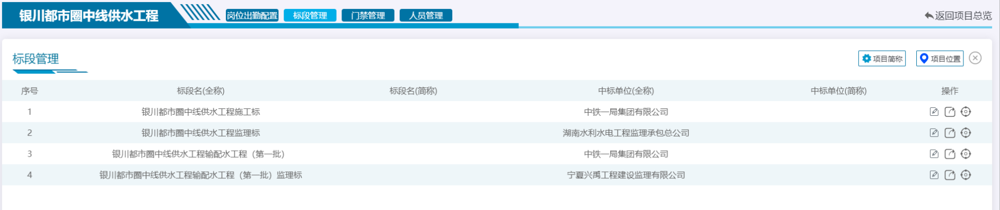 银川都市圈中线供水工程 岗位出勤配置 标段管理 门禁管理 人员管理 返回项目总览
标段管理 项目简称 项目位置
序号 标段名(全称) 标段名(简称) 中标单位(全称) 中标单位(简称) 操作
1 银川都市圈中线供水工程施工标 中铁一局集团有限公司
2 银川都市圈中线供水工程监理标 湖南水利水电工程监理承包总公司
3 银川都市圈中线供水工程输配水工程（第一批） 中铁一局集团有限公司
4 银川都市圈中线供水工程输配水工程（第一批）监理标 宁夏兴禹工程建设监理有限公司